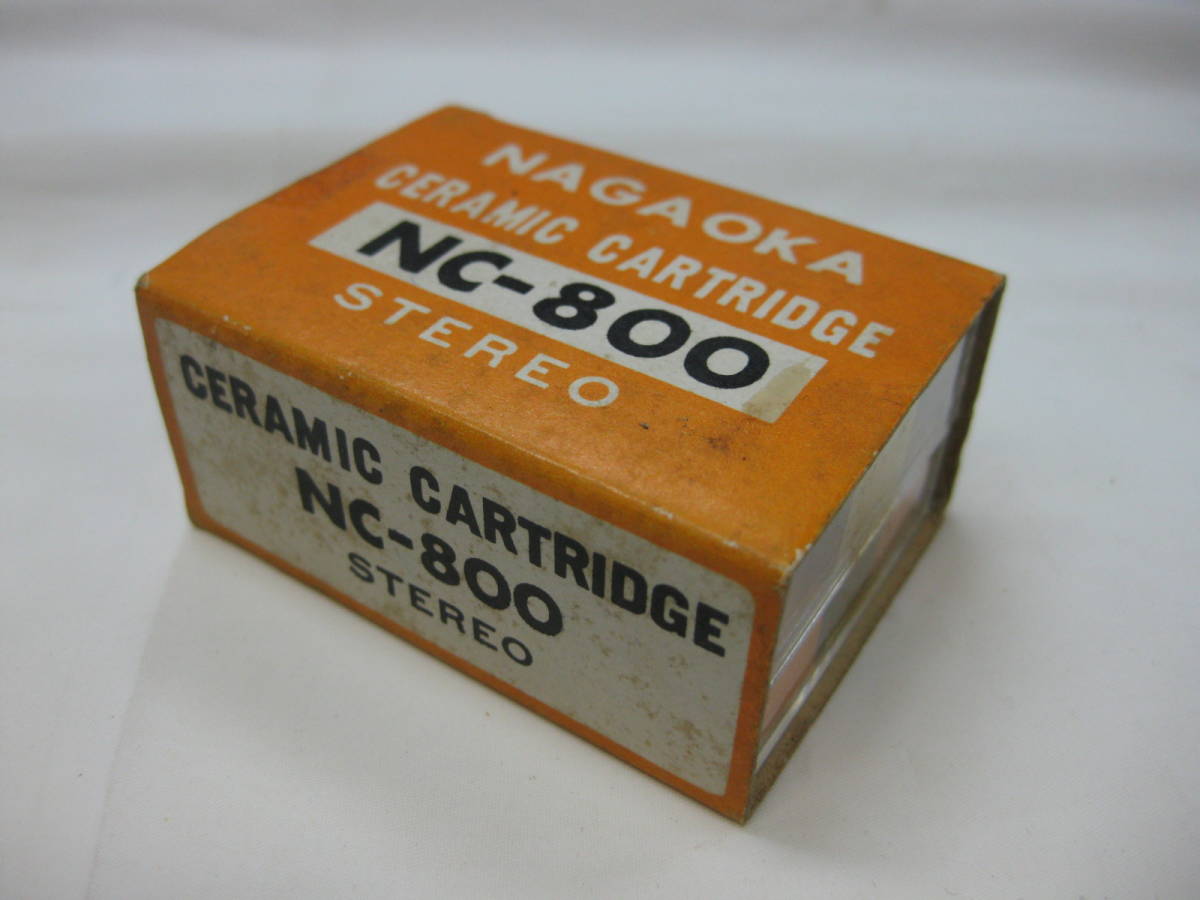 NAGAOKA
CERAMIC CARTRIDGE
NC-800
STEREO
CERAMIC CARTRIDGE
NC-800
STEREO